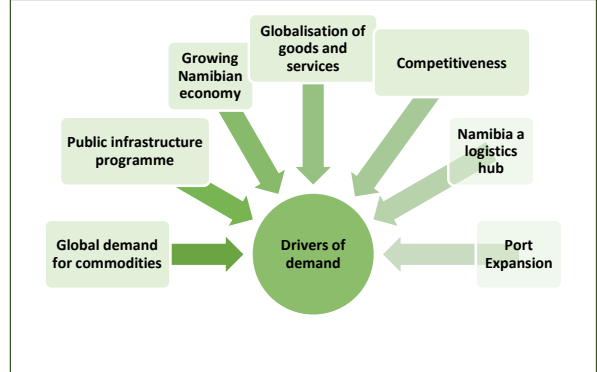 Globalisation of
goods and
services
Growing
Namibian
economy
Competitiveness
Public infrastructure
programme
Namibia a
logistics
hub
Global demand
for commodities
Drivers of
demand
Port
Expansion